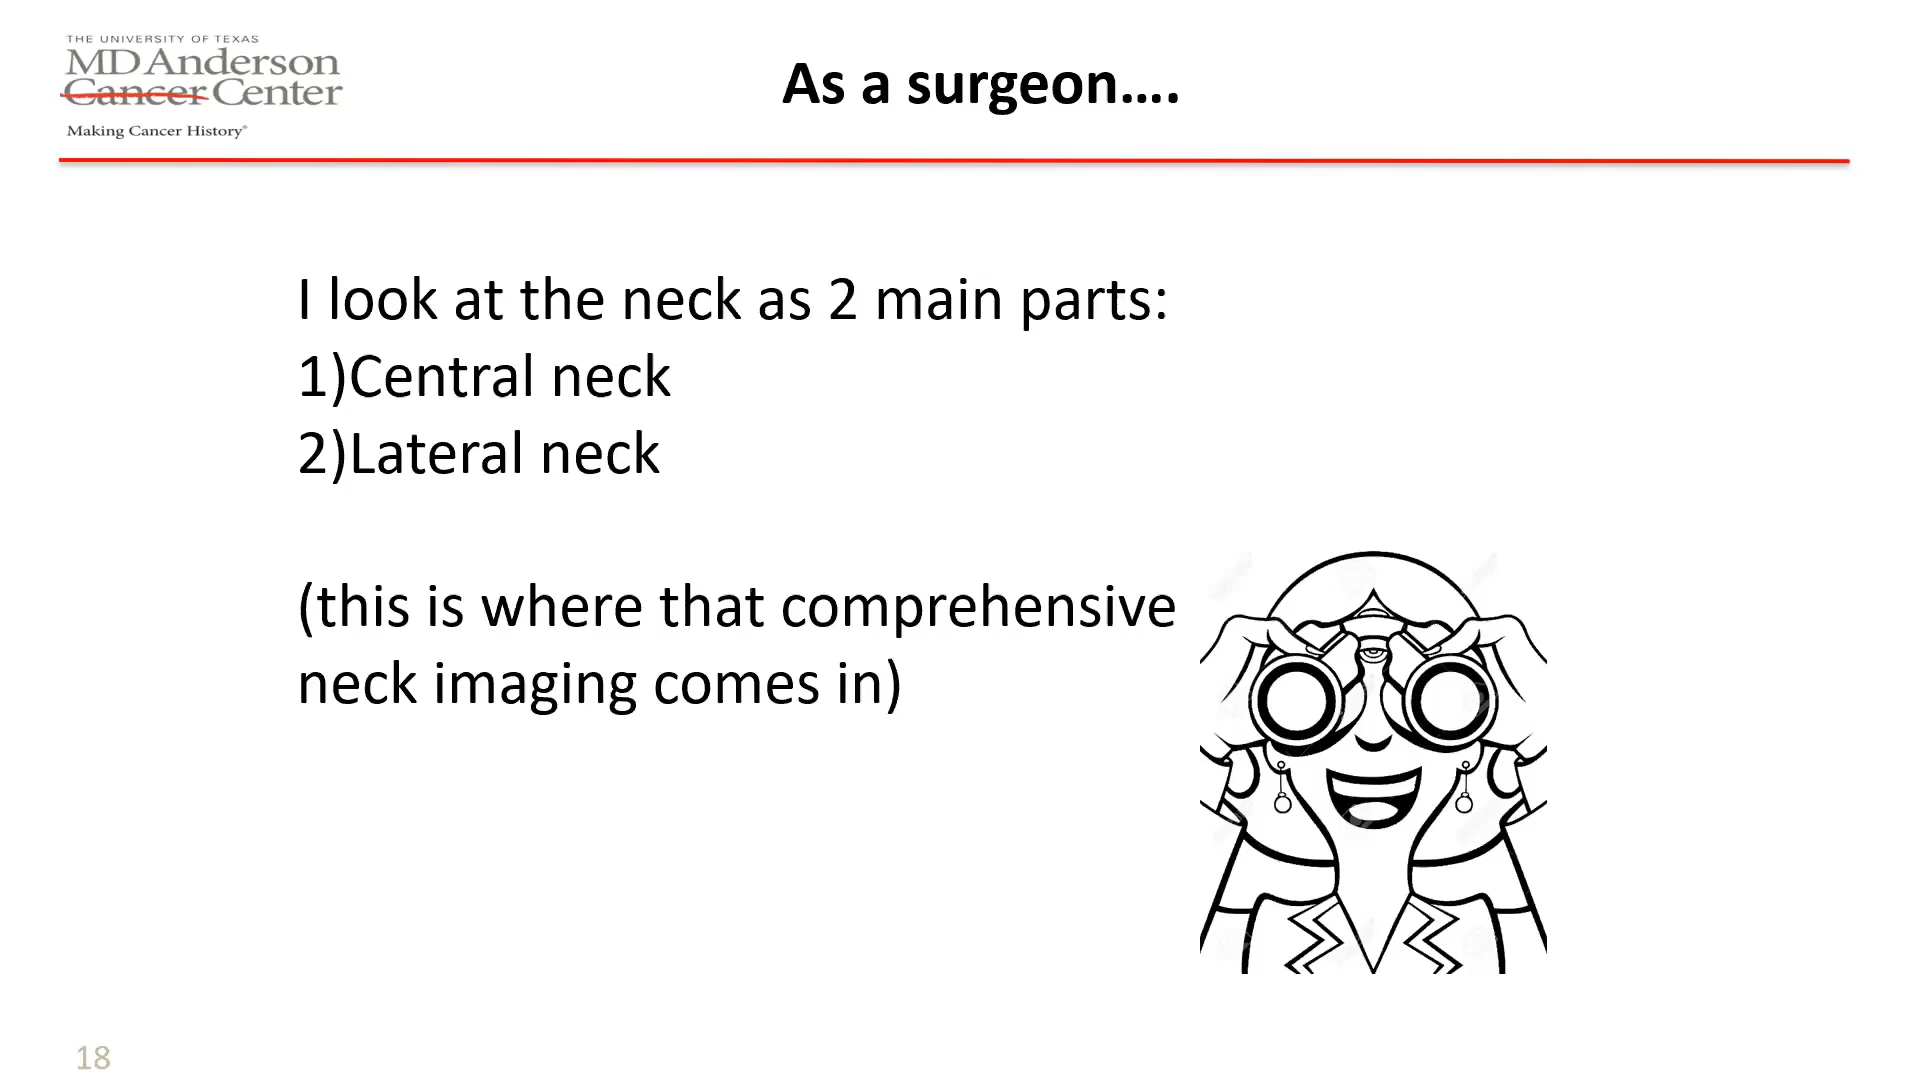 THE UNIVERSITY OF TEXAS
MD Anderson
Cancer Center
Making Cancer History®
As a surgeon….
I look at the neck as 2 main parts:
1)Central neck
2)Lateral neck
(this is where that comprehensive
neck imaging comes in)
18